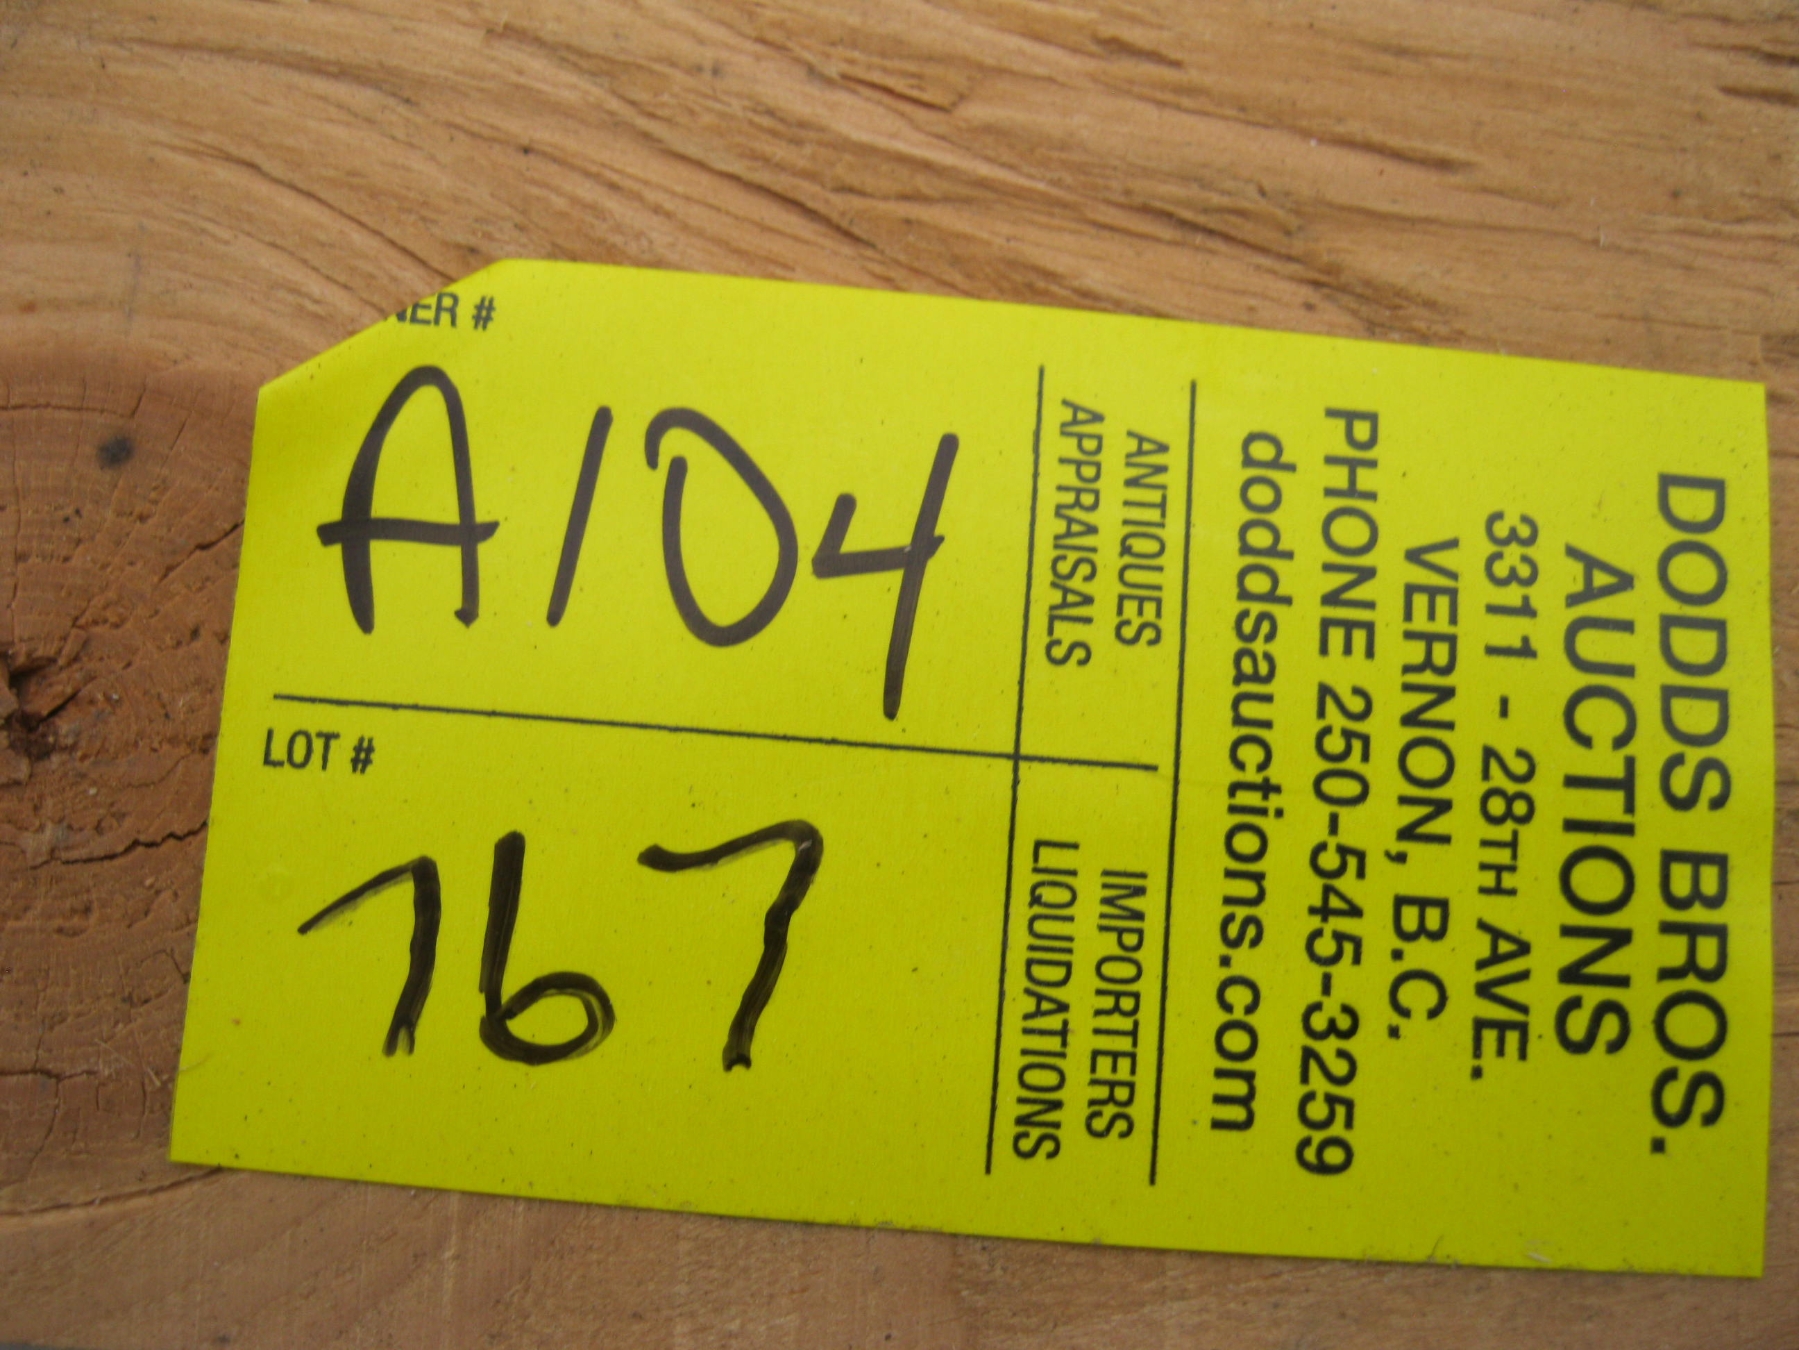 DODDS BROS.
AUCTIONS
3311 - 28TH AVE.
VERNON, B.C.
PHONE 250-545-3259
doddsauctions.com
ANTIQUES
APPRAISALS
IMPORTERS
LIQUIDATIONS
NER #
A104
LOT #
767